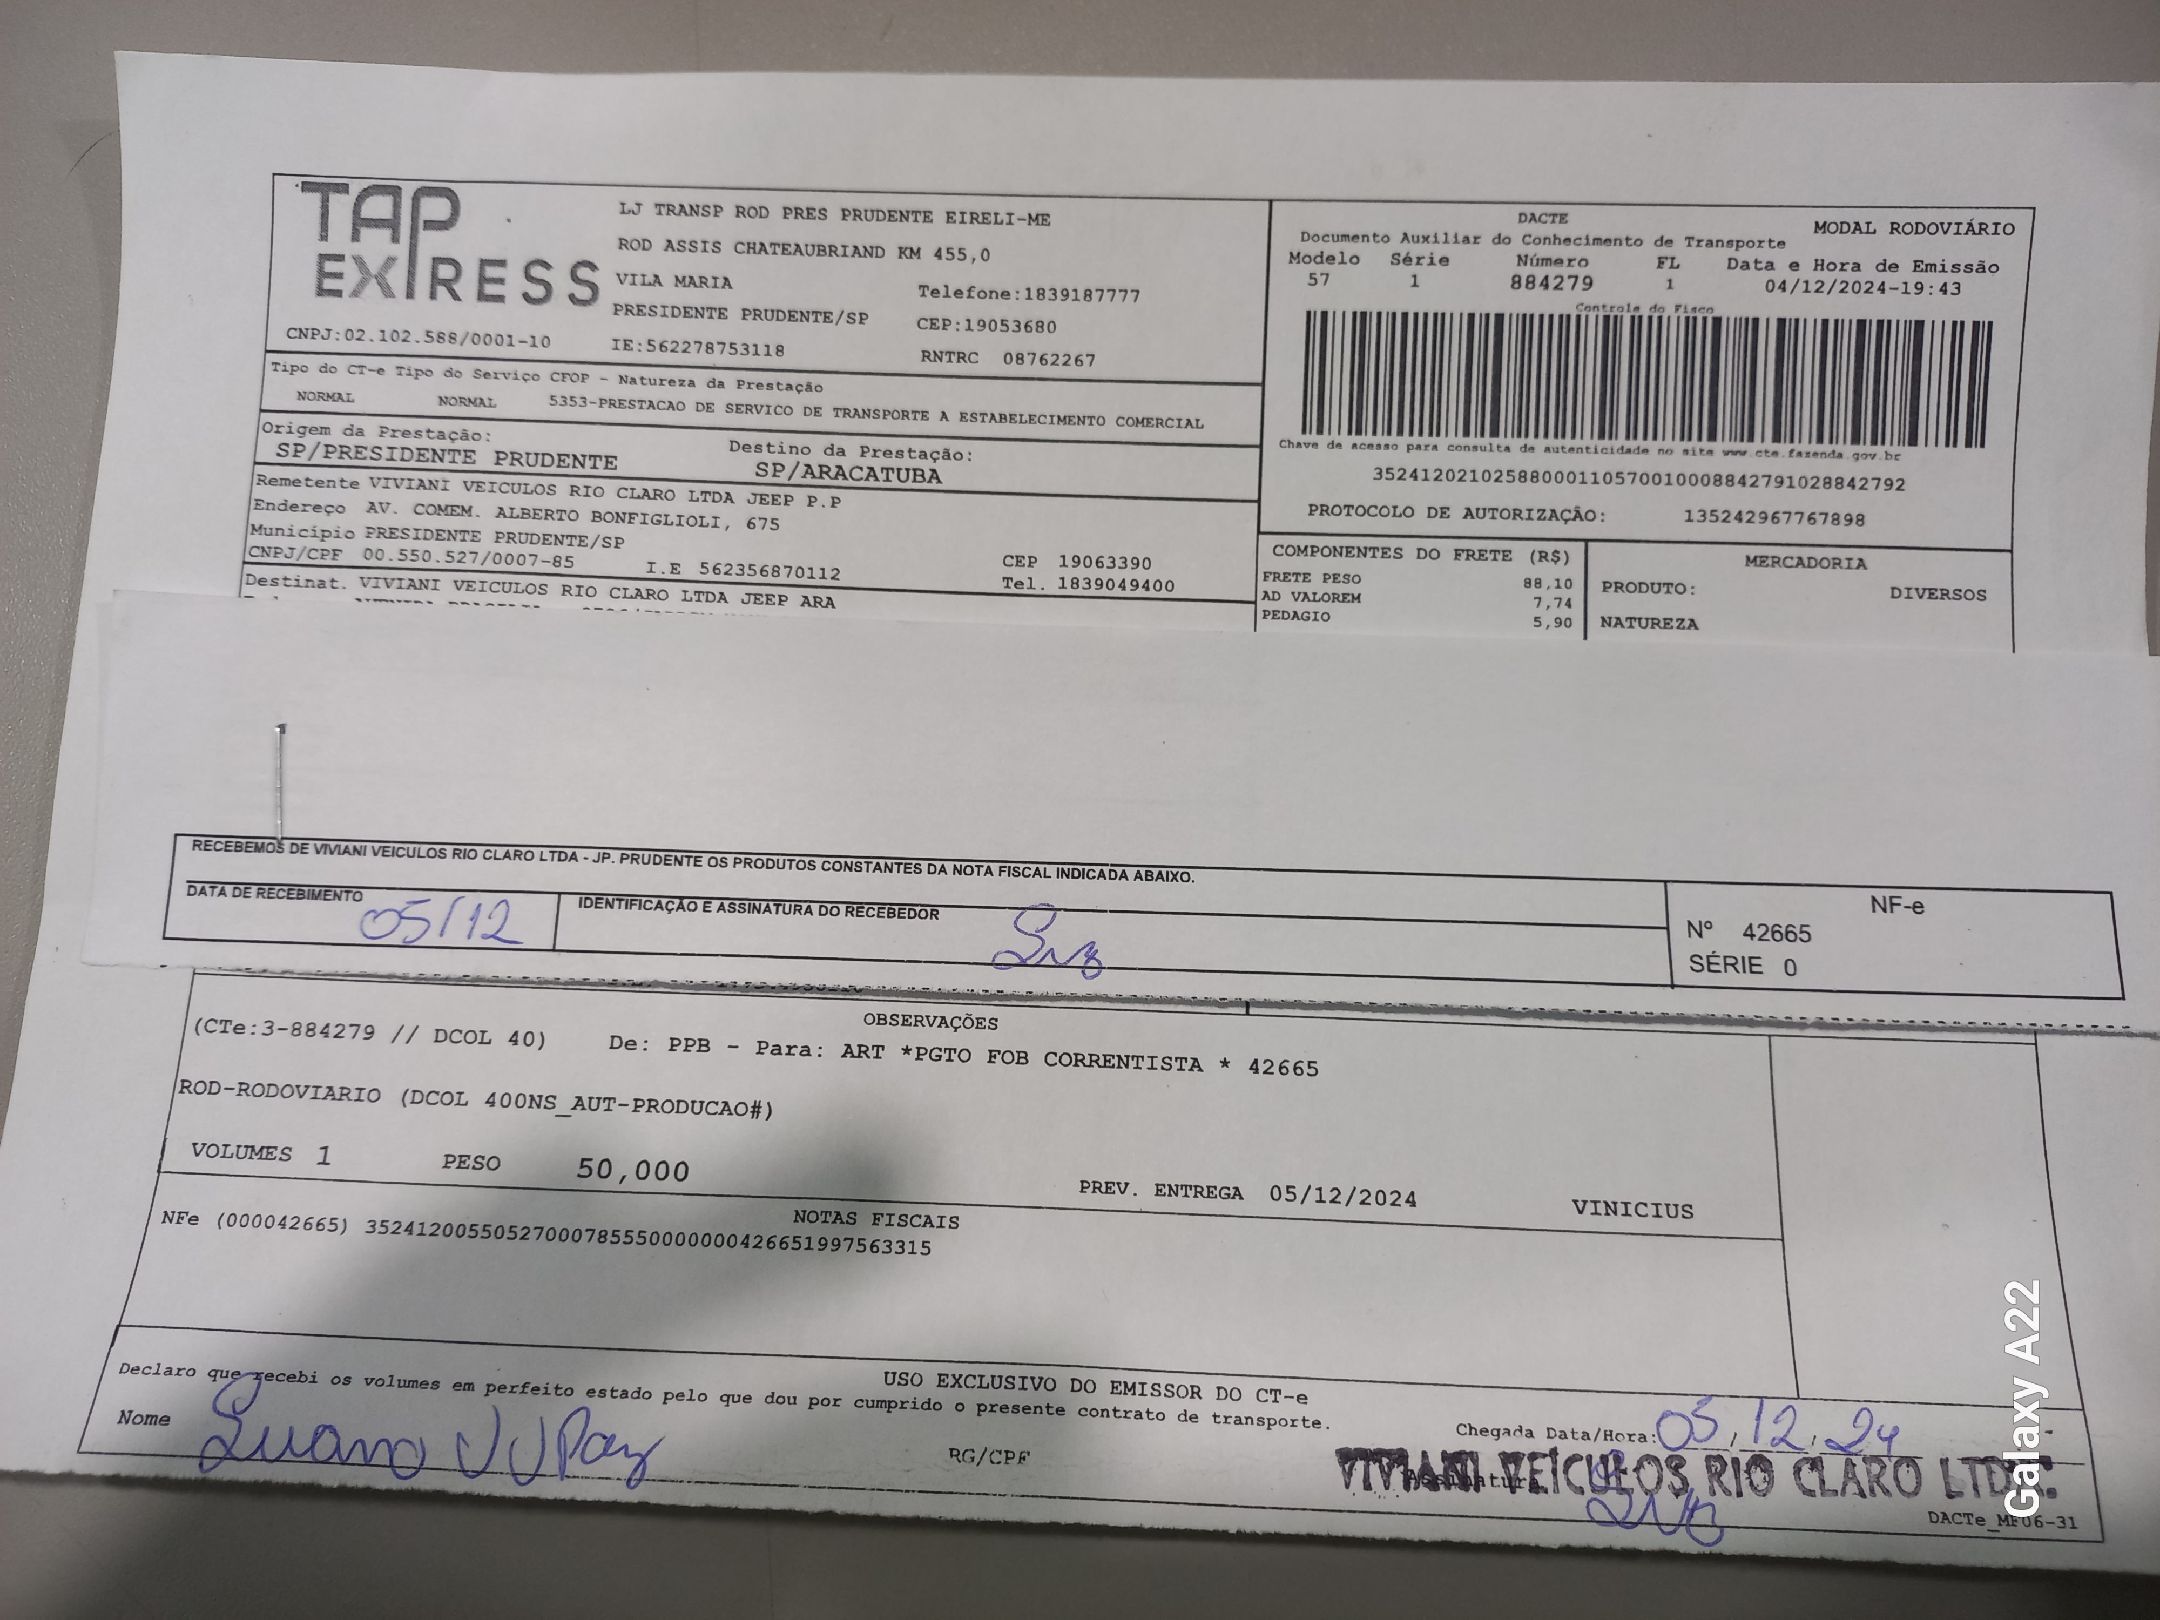 TAP EXPRESS
LJ TRANSP ROD PRES PRUDENTE EIRELI-ME
ROD ASSIS CHATEAUBRIAND KM 455,0
VILA MARIA Telefone:1839187777
PRESIDENTE PRUDENTE/SP CEP:19053680
CNPJ:02.102.588/0001-10 IE:562278753118 RNTRC 08762267
DACTE MODAL RODOVIÁRIO
Documento Auxiliar do Conhecimento de Transporte
Modelo Série Número FL Data e Hora de Emissão
57 1 884279 1 04/12/2024-19:43
Controle do Fisco
Chave de acesso para consulta de autenticidade no site www.cte.fazenda.gov.br
35241202102588000110570010008842791028842792
PROTOCOLO DE AUTORIZAÇÃO: 135242967767898
Tipo do CT-e Tipo do Serviço CFOP - Natureza da Prestação
NORMAL NORMAL 5353-PRESTACAO DE SERVICO DE TRANSPORTE A ESTABELECIMENTO COMERCIAL
Origem da Prestação: Destino da Prestação:
SP/PRESIDENTE PRUDENTE SP/ARACATUBA
Remetente VIVIANI VEICULOS RIO CLARO LTDA JEEP P.P
Endereço AV. COMEM. ALBERTO BONFIGLIOLI, 675
Município PRESIDENTE PRUDENTE/SP CEP 19063390
CNPJ/CPF 00.550.527/0007-85 I.E 562356870112 Tel. 1839049400
Destinat. VIVIANI VEICULOS RIO CLARO LTDA JEEP ARA
COMPONENTES DO FRETE (R$) MERCADORIA
FRETE PESO 88,10 PRODUTO: DIVERSOS
AD VALOREM 7,74
PEDAGIO 5,90 NATUREZA
RECEBEMOS DE VIVIANI VEICULOS RIO CLARO LTDA - JP. PRUDENTE OS PRODUTOS CONSTANTES DA NOTA FISCAL INDICADA ABAIXO.
DATA DE RECEBIMENTO IDENTIFICAÇÃO E ASSINATURA DO RECEBEDOR
05/12
NF-e
Nº 42665
SÉRIE 0
OBSERVAÇÕES
(CTe:3-884279 // DCOL 40) De: PPB - Para: ART *PGTO FOB CORRENTISTA * 42665
ROD-RODOVIARIO (DCOL 400NS_AUT-PRODUCAO#)
VOLUMES 1 PESO 50,000 PREV. ENTREGA 05/12/2024 VINICIUS
NOTAS FISCAIS
NFe (000042665) 35241200550527000785550000000426651997563315
USO EXCLUSIVO DO EMISSOR DO CT-e
Declaro que recebi os volumes em perfeito estado pelo que dou por cumprido o presente contrato de transporte.
Nome RG/CPF Chegada Data/Hora: 05/12/24
Assinatura
VIVIANI VEÍCULOS RIO CLARO LTDA.
DACTe_MF06-31
Galaxy A22